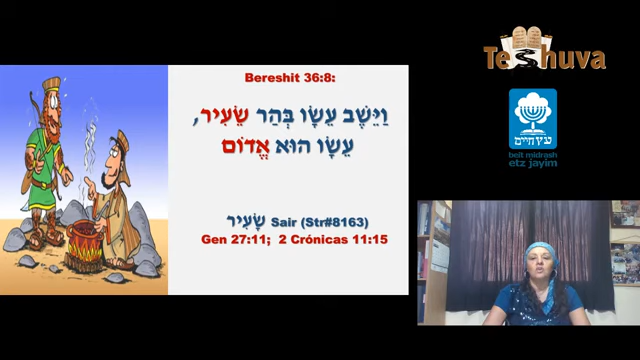 Bereshit 36:8:
וַיֵּשֶׁב עֵשָׂו בְּהַר שֵׂעִיר,
עֵשָׂו הוּא אֱדוֹם
שָׂעִיר Sair (Str#8163)
Gen 27:11; 2 Crónicas 11:15
Teshuva
עץ חיים
beit midrash
etz jayim